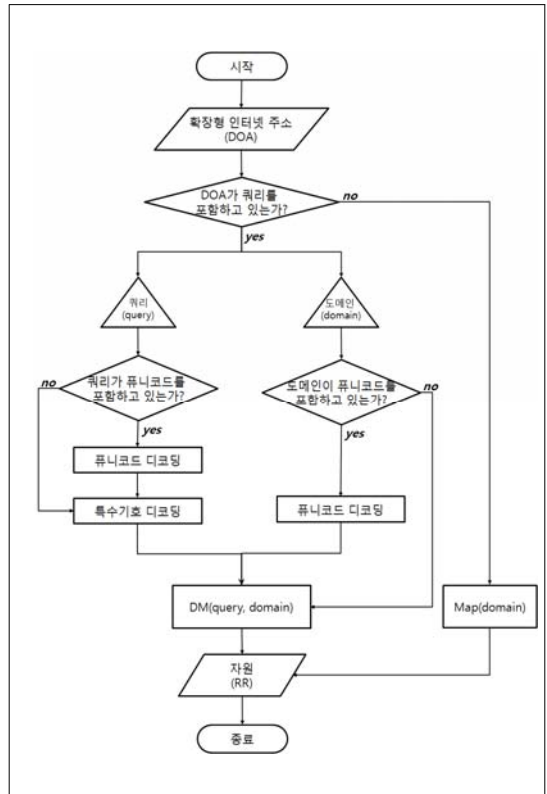 시작
확장형 인터넷 주소
(DOA)
DOA가 쿼리를
포함하고 있는가?
no
yes
쿼리
(query)
도메인
(domain)
no
쿼리가 퓨니코드를
포함하고 있는가?
도메인이 퓨니코드를
포함하고 있는가?
no
yes
yes
퓨니코드 디코딩
특수기호 디코딩
퓨니코드 디코딩
DM(query, domain)
Map(domain)
자원
(RR)
종료